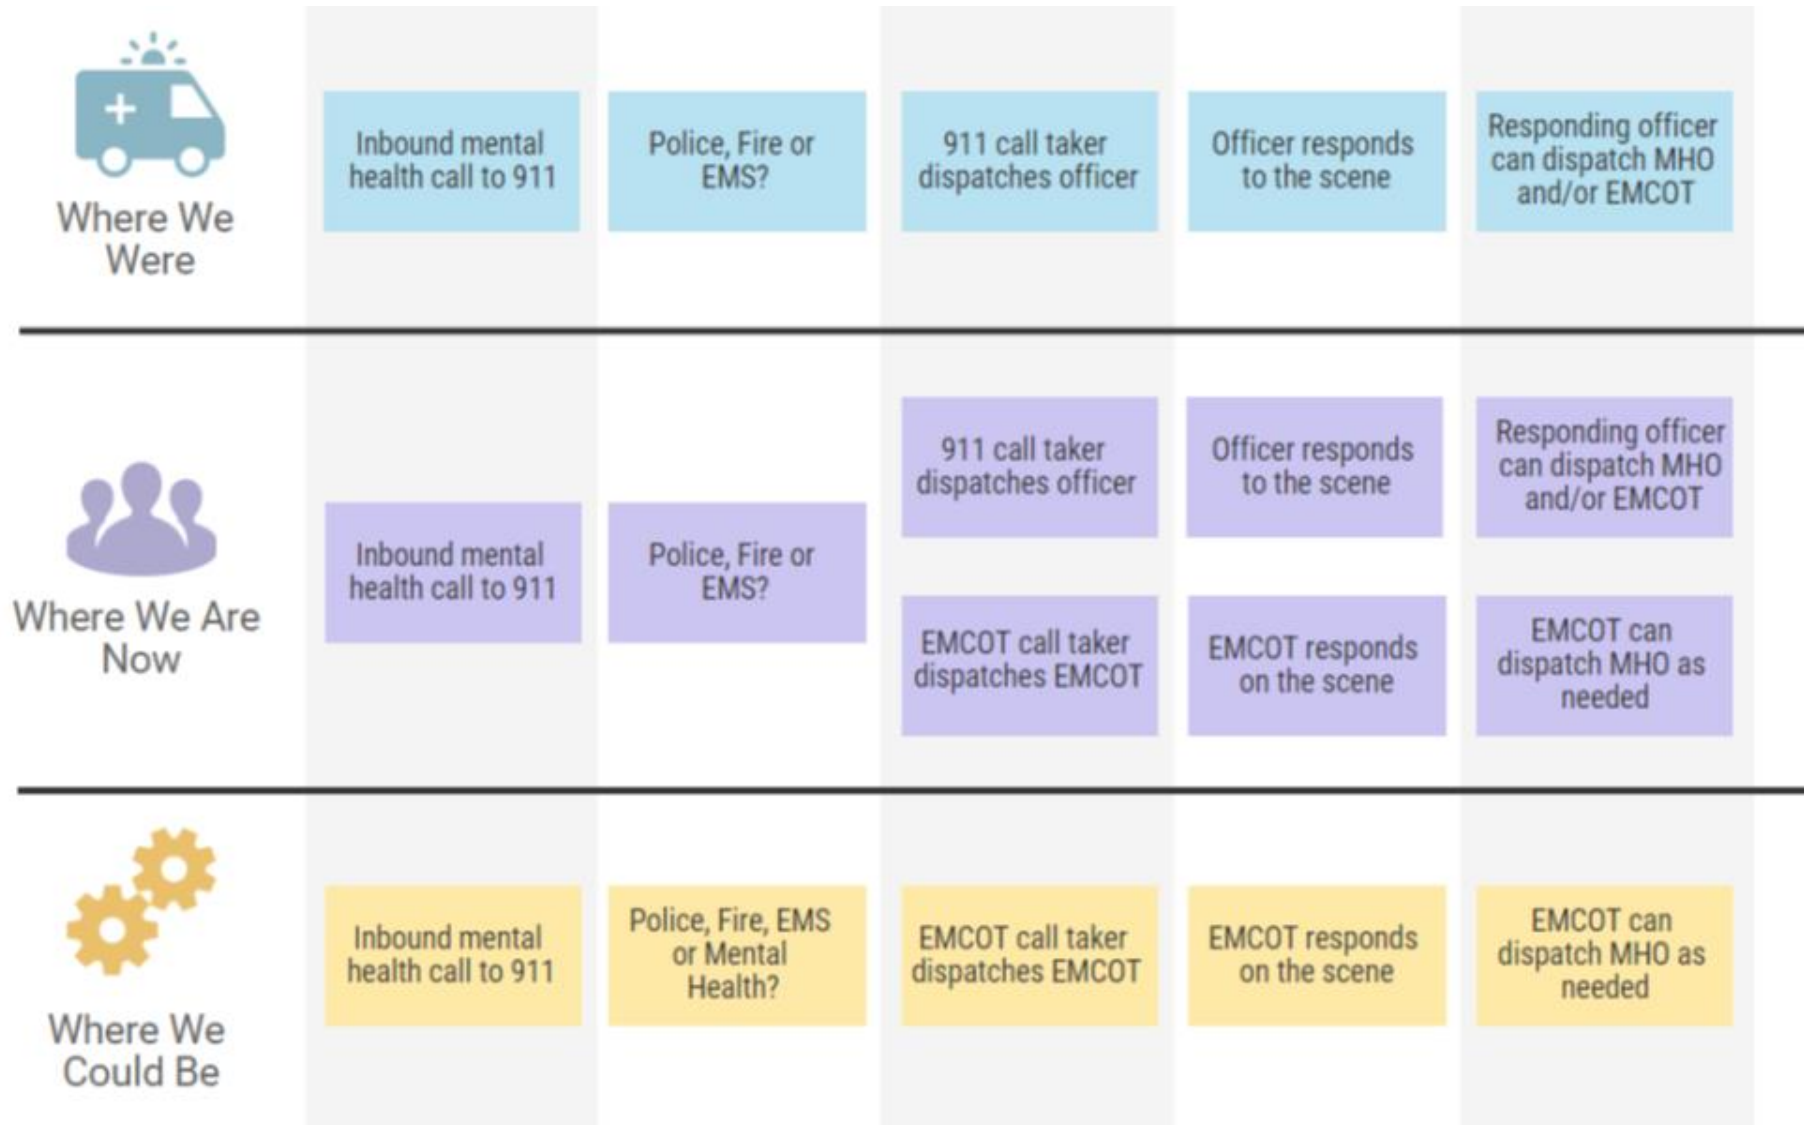 Where We
Were
Inbound mental
health call to 911
Police, Fire or
EMS?
911 call taker
dispatches officer
Officer responds
to the scene
Responding officer
can dispatch MHO
and/or EMCOT
Where We Are
Now
Inbound mental
health call to 911
Police, Fire or
EMS?
911 call taker
dispatches officer
Officer responds
to the scene
Responding officer
can dispatch MHO
and/or EMCOT
EMCOT call taker
dispatches EMCOT
EMCOT responds
on the scene
EMCOT can
dispatch MHO as
needed
Where We
Could Be
Inbound mental
health call to 911
Police, Fire, EMS
or Mental
Health?
EMCOT call taker
dispatches EMCOT
EMCOT responds
on the scene
EMCOT can
dispatch MHO as
needed